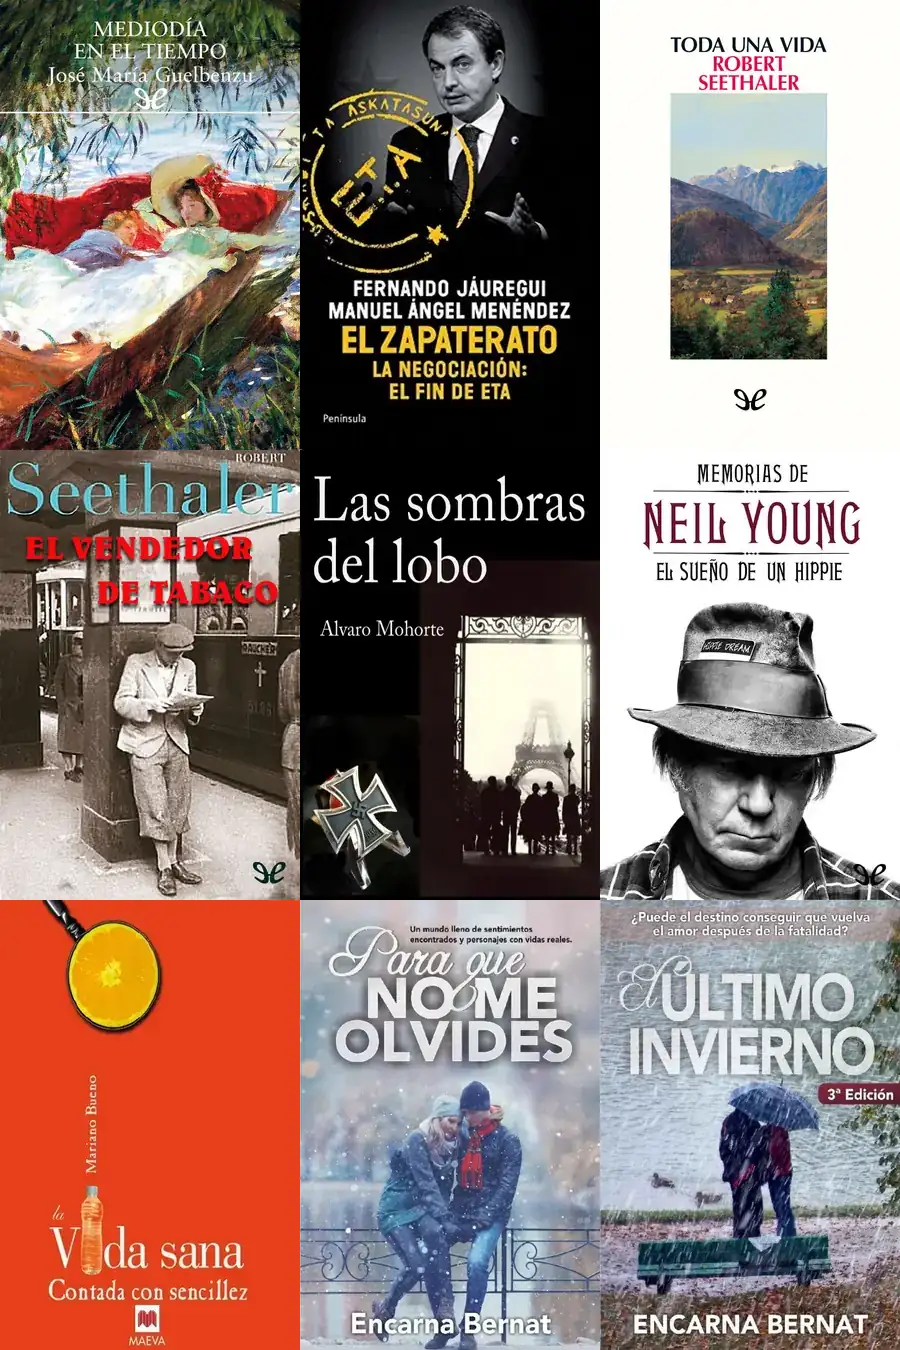 MEDIODÍA
EN EL TIEMPO
José María Guelbenzu
ASKATASUN
ETA
FERNANDO JÁUREGUI
MANUEL ÁNGEL MENÉNDEZ
EL ZAPATERATO
LA NEGOCIACIÓN:
EL FIN DE ETA
Península
TODA UNA VIDA
ROBERT
SEETHALER
ROBERT
Seethaler
EL VENDEDOR
DE TABACO
RAUCHER
Las sombras
del lobo
Alvaro Mohorte
MEMORIAS DE
NEIL YOUNG
EL SUEÑO DE UN HIPPIE
HIPPIE DREAM
Mariano Bueno
la
Vida sana
Contada con sencillez
MAEVA
Un mundo lleno de sentimientos
encontrados y personajes con vidas reales.
Para que
NO ME
OLVIDES
Encarna Bernat
¿Puede el destino conseguir que vuelva
el amor después de la fatalidad?
El ÚLTIMO
INVIERNO
3ª Edición
ENCARNA BERNAT